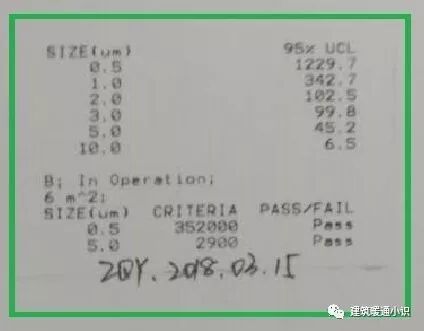 SIZE(um) 95% UCL
0.5 1229.7
1.0 342.7
2.0 102.5
3.0 99.8
5.0 45.2
10.0 6.5
B; In Operation;
6 m^2;
SIZE(um) CRITERIA PASS/FAIL
0.5 352000 Pass
5.0 2900 Pass
ZQY. 2018.03.15
建筑暖通小识